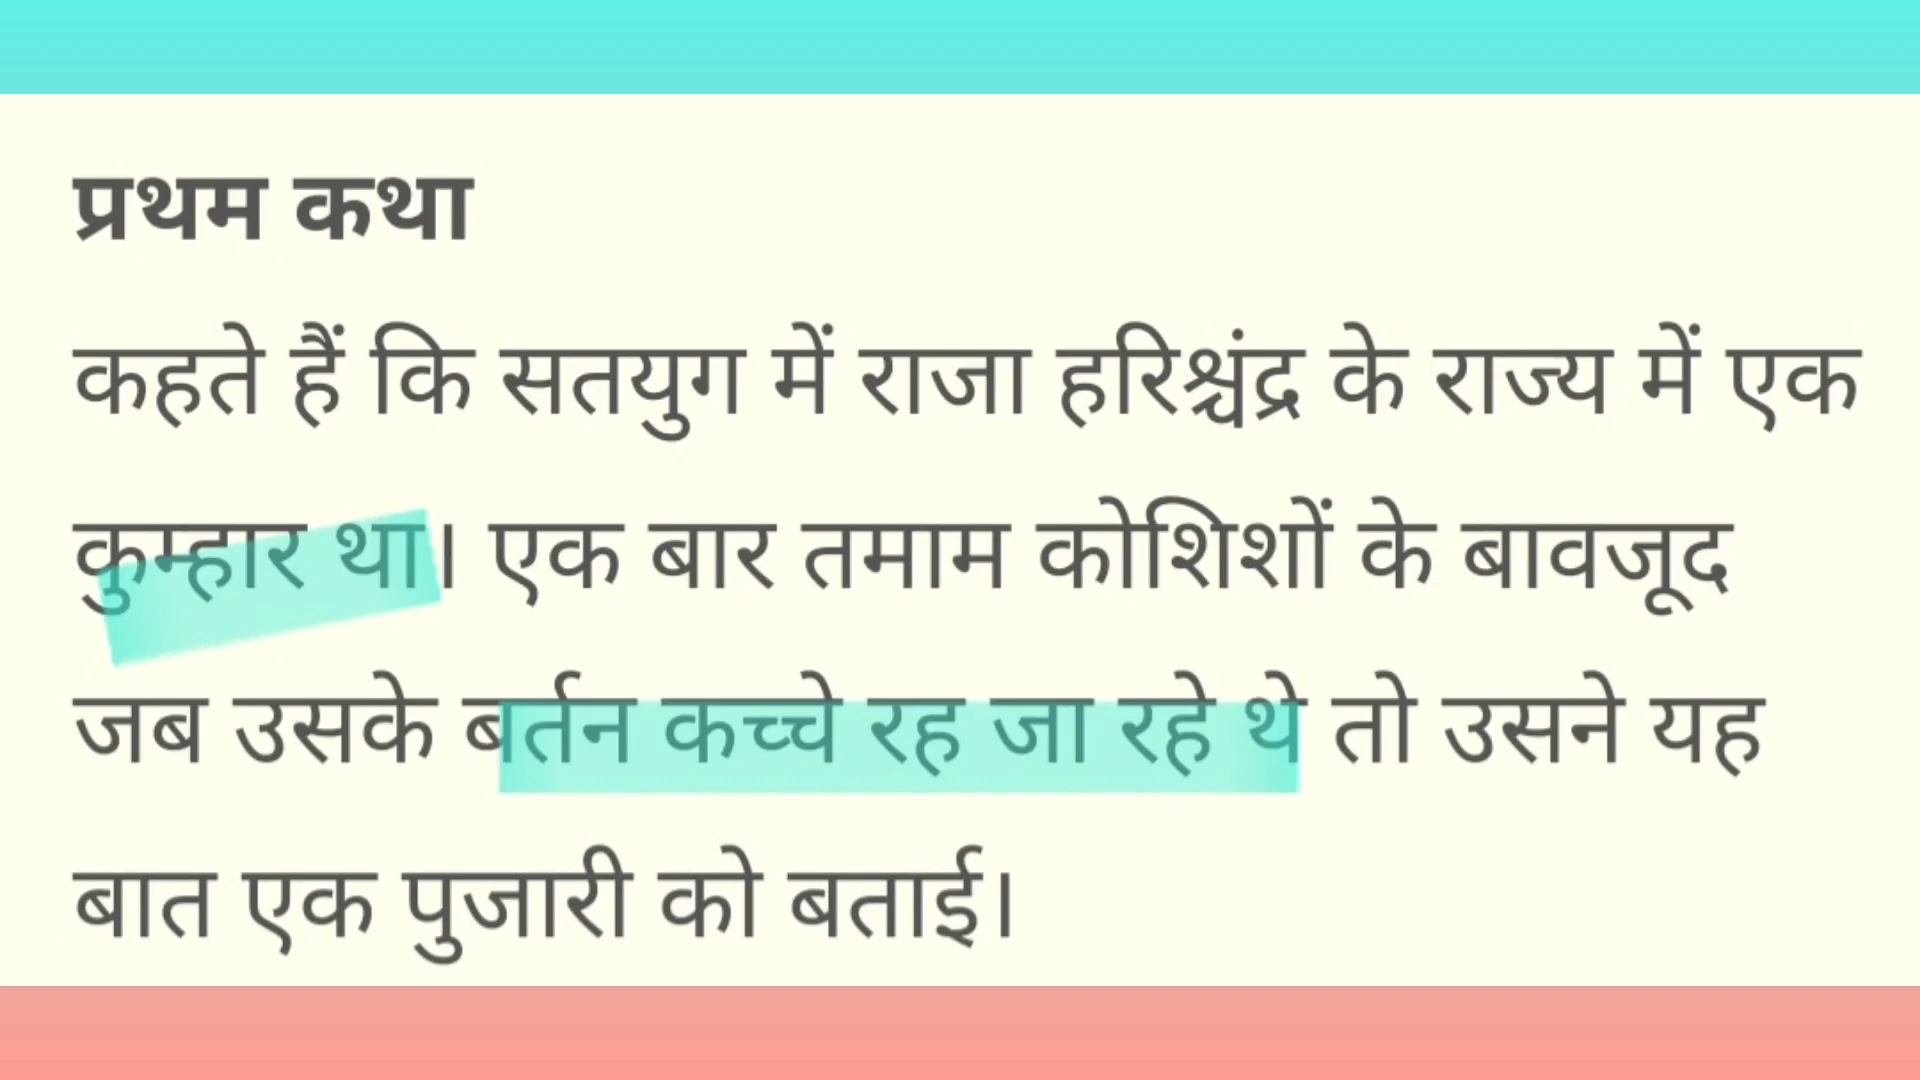 प्रथम कथा
कहते हैं कि सतयुग में राजा हरिश्चंद्र के राज्य में एक
कुम्हार था। एक बार तमाम कोशिशों के बावजूद
जब उसके बर्तन कच्चे रह जा रहे थे तो उसने यह
बात एक पुजारी को बताई।